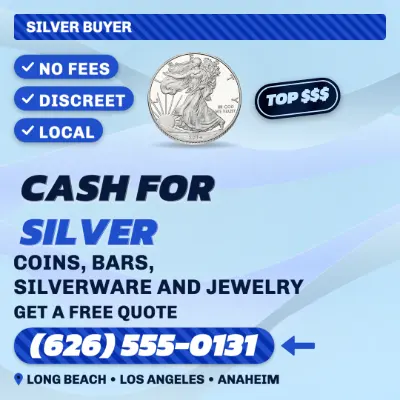 SILVER BUYER
NO FEES
DISCREET
LOCAL
TOP $$$
CASH FOR
SILVER
COINS, BARS,
SILVERWARE AND JEWELRY
GET A FREE QUOTE
(626) 555-0131
LONG BEACH • LOS ANGELES • ANAHEIM